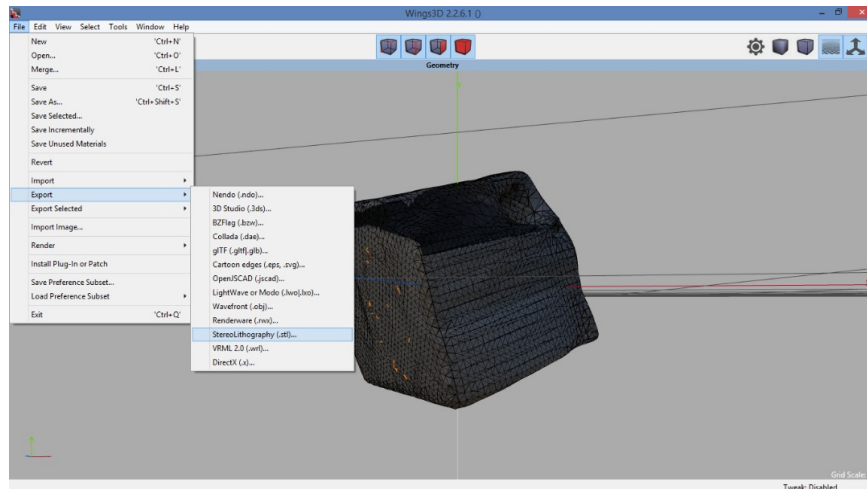 Wings3D 2.2.6.1 ()
File Edit View Select Tools Window Help
New 'Ctrl+N'
Open... 'Ctrl+O'
Merge... 'Ctrl+L'
Save 'Ctrl+S'
Save As... 'Ctrl+Shift+S'
Save Selected...
Save Incrementally
Save Unused Materials
Revert
Import
Export
Export Selected
Import Image...
Render
Install Plug-In or Patch
Save Preference Subset...
Load Preference Subset
Exit 'Ctrl+Q'
Nendo (.ndo)...
3D Studio (.3ds)...
BZFlag (.bzw)...
Collada (.dae)...
glTF (.gltf|.glb)...
Cartoon edges (.eps, .svg)...
OpenJSCAD (.jscad)...
LightWave or Modo (.lwo|.lxo)...
Wavefront (.obj)...
Renderware (.rwx)...
StereoLithography (.stl)...
VRML 2.0 (.wrl)...
DirectX (.x)...
Geometry
Y
Grid Scale:
Tweak: Disabled